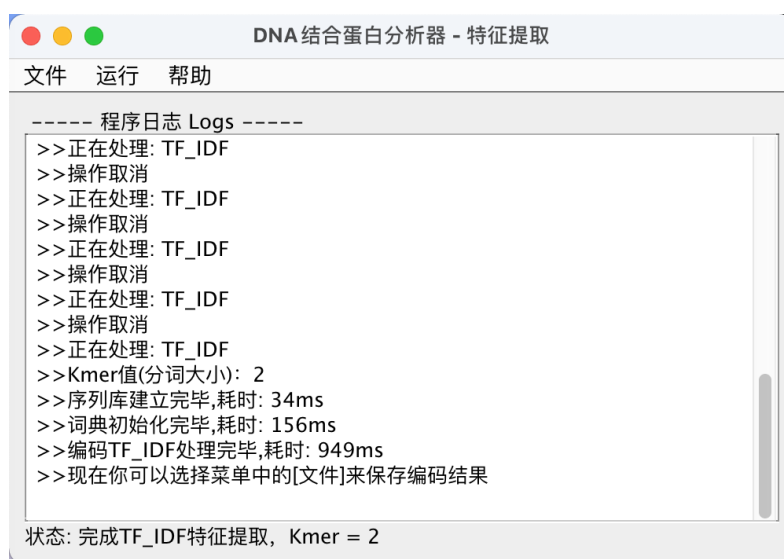 DNA结合蛋白分析器 - 特征提取
文件 运行 帮助
----- 程序日志 Logs -----
>>正在处理: TF_IDF
>>操作取消
>>正在处理: TF_IDF
>>操作取消
>>正在处理: TF_IDF
>>操作取消
>>正在处理: TF_IDF
>>操作取消
>>正在处理: TF_IDF
>>Kmer值(分词大小)：2
>>序列库建立完毕,耗时: 34ms
>>词典初始化完毕,耗时: 156ms
>>编码TF_IDF处理完毕,耗时: 949ms
>>现在你可以选择菜单中的[文件]来保存编码结果
状态: 完成TF_IDF特征提取，Kmer = 2